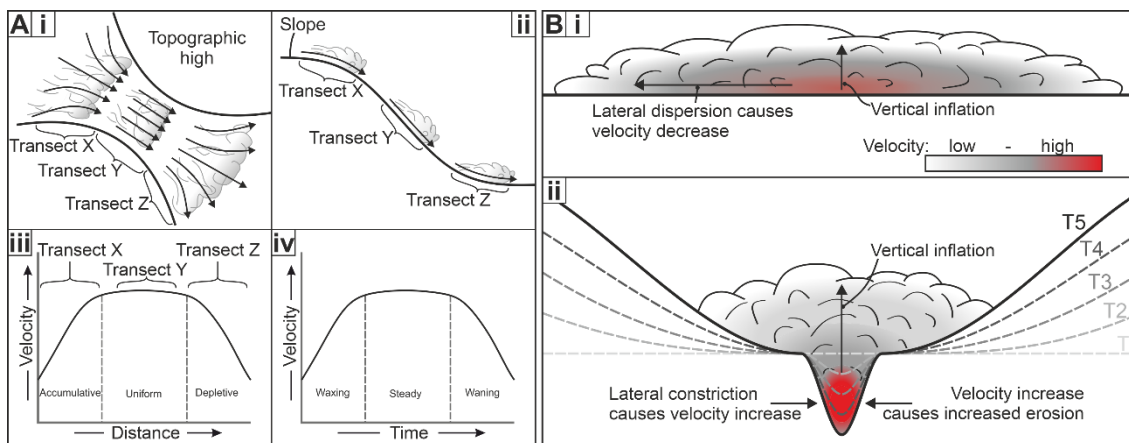 A i
Topographic
high
Transect X
Transect Y
Transect Z
ii
Slope
Transect X
Transect Y
Transect Z
iii
Transect X
Transect Y
Transect Z
Velocity
Accumulative
Uniform
Depletive
Distance
iv
Velocity
Waxing
Steady
Waning
Time
B i
Lateral dispersion causes
velocity decrease
Vertical inflation
Velocity: low - high
ii
T5
T4
T3
T2
T
Vertical inflation
Lateral constriction
causes velocity increase
Velocity increase
causes increased erosion